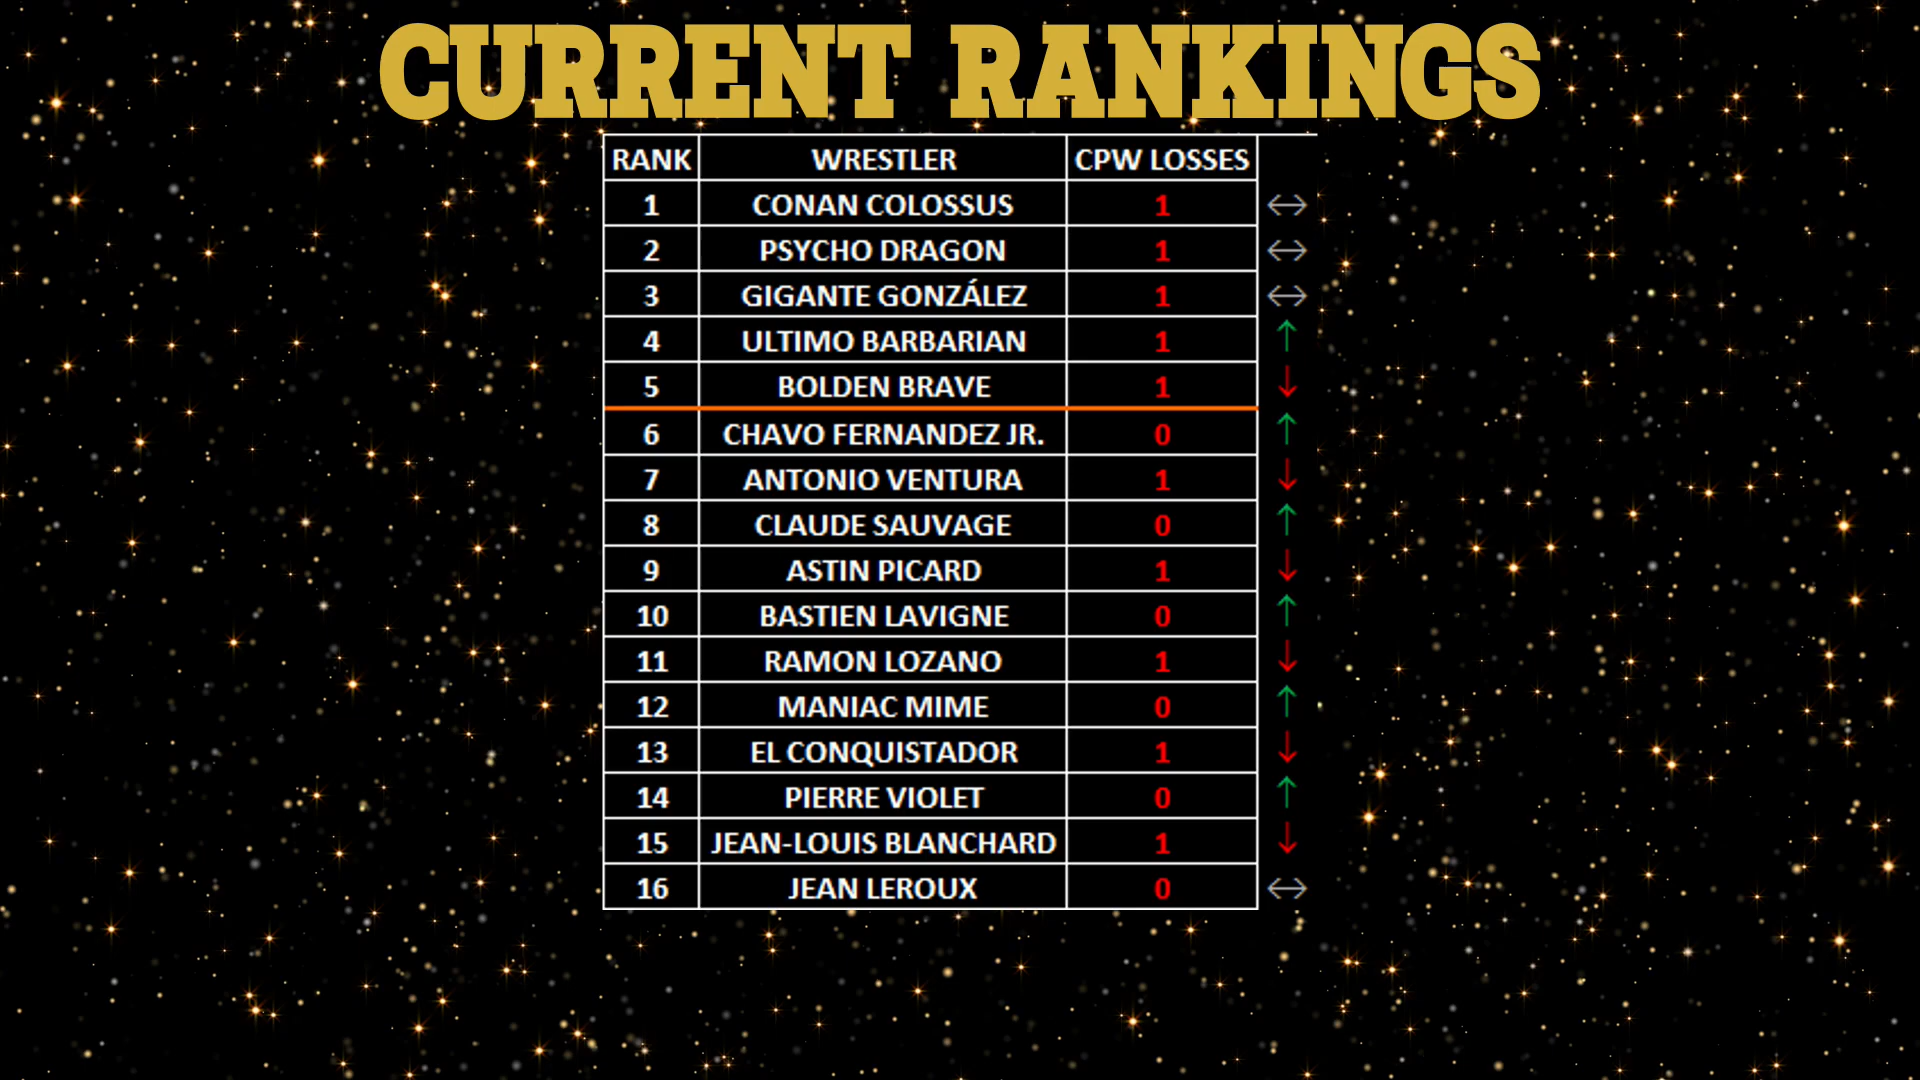 CURRENT RANKINGS
RANK WRESTLER CPW LOSSES
1 CONAN COLOSSUS 1 ↔
2 PSYCHO DRAGON 1 ↔
3 GIGANTE GONZÁLEZ 1 ↔
4 ULTIMO BARBARIAN 1 ↑
5 BOLDEN BRAVE 1 ↓
6 CHAVO FERNANDEZ JR. 0 ↑
7 ANTONIO VENTURA 1 ↓
8 CLAUDE SAUVAGE 0 ↑
9 ASTIN PICARD 1 ↓
10 BASTIEN LAVIGNE 0 ↑
11 RAMON LOZANO 1 ↓
12 MANIAC MIME 0 ↑
13 EL CONQUISTADOR 1 ↓
14 PIERRE VIOLET 0 ↑
15 JEAN-LOUIS BLANCHARD 1 ↓
16 JEAN LEROUX 0 ↔